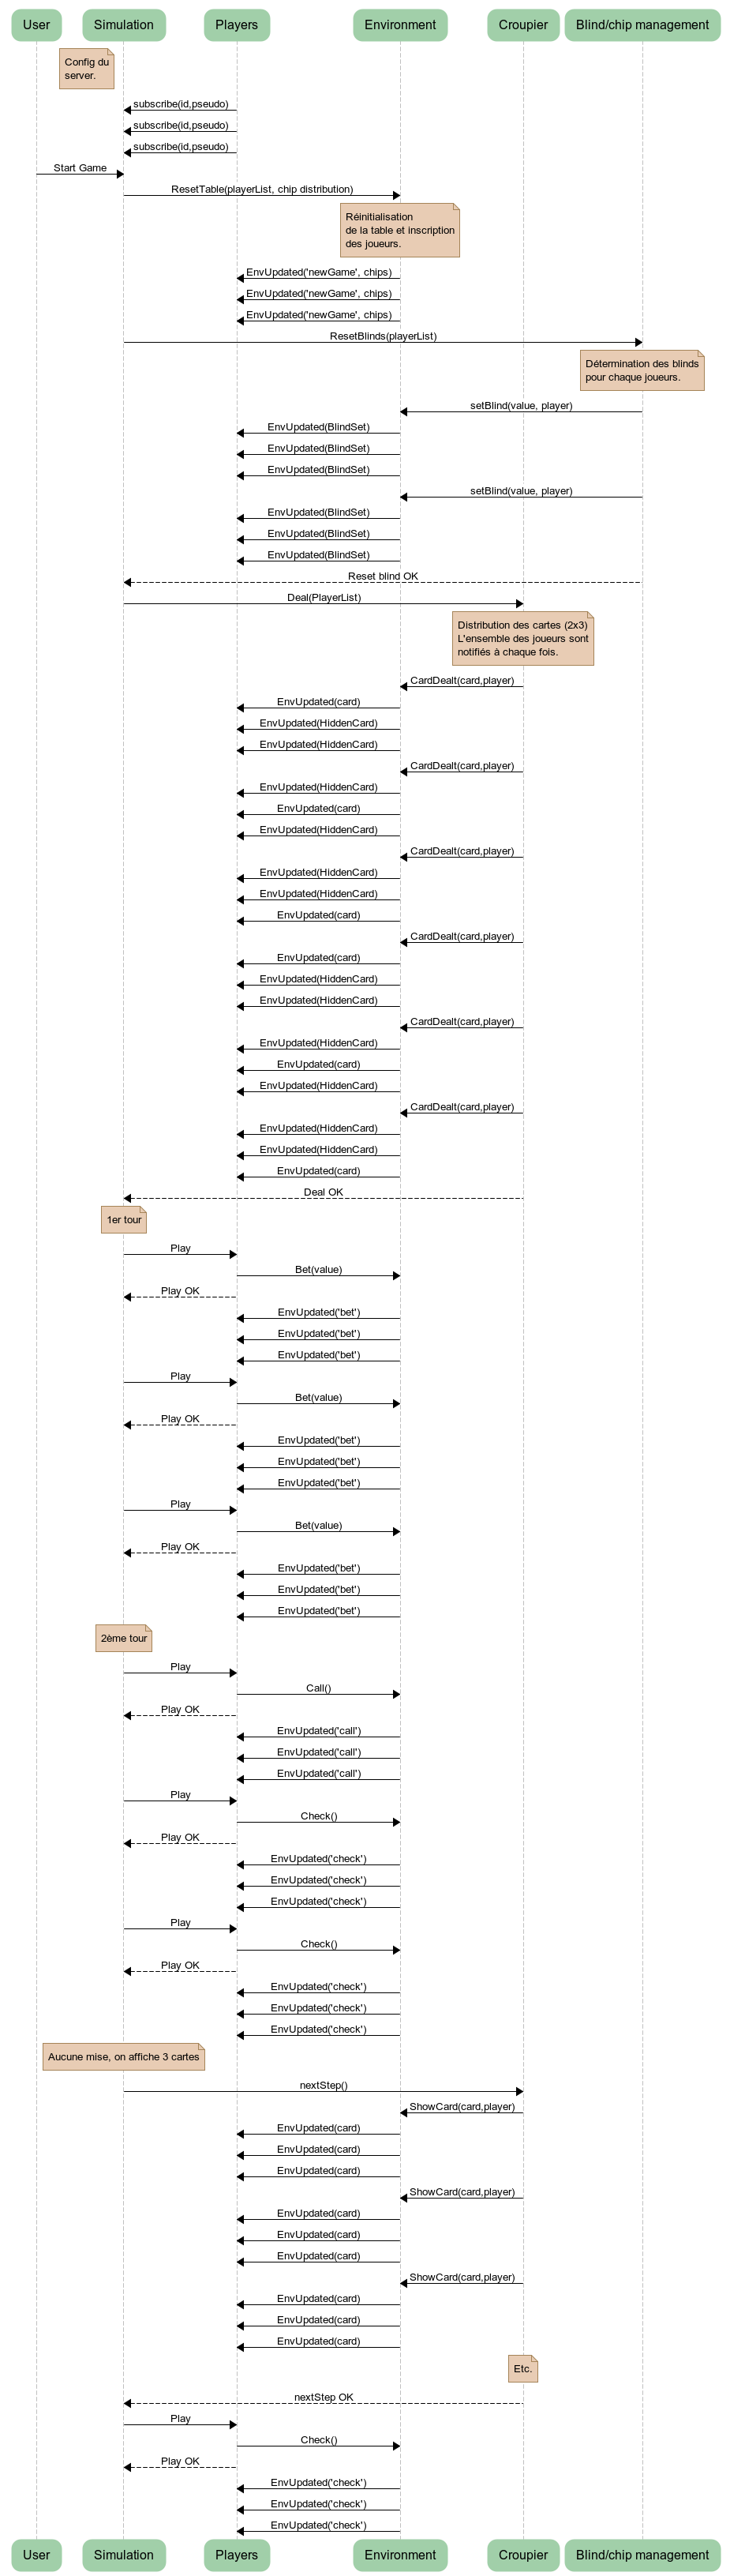 User
Simulation
Players
Environment
Croupier
Blind/chip management
Config du
server.
subscribe(id,pseudo)
subscribe(id,pseudo)
subscribe(id,pseudo)
Start Game
ResetTable(playerList, chip distribution)
Réinitialisation
de la table et inscription
des joueurs.
EnvUpdated('newGame', chips)
EnvUpdated('newGame', chips)
EnvUpdated('newGame', chips)
ResetBlinds(playerList)
Détermination des blinds
pour chaque joueurs.
setBlind(value, player)
EnvUpdated(BlindSet)
EnvUpdated(BlindSet)
EnvUpdated(BlindSet)
setBlind(value, player)
EnvUpdated(BlindSet)
EnvUpdated(BlindSet)
EnvUpdated(BlindSet)
Reset blind OK
Deal(PlayerList)
Distribution des cartes (2x3)
L'ensemble des joueurs sont
notifiés à chaque fois.
CardDealt(card,player)
EnvUpdated(card)
EnvUpdated(HiddenCard)
EnvUpdated(HiddenCard)
CardDealt(card,player)
EnvUpdated(HiddenCard)
EnvUpdated(card)
EnvUpdated(HiddenCard)
CardDealt(card,player)
EnvUpdated(HiddenCard)
EnvUpdated(HiddenCard)
EnvUpdated(card)
CardDealt(card,player)
EnvUpdated(card)
EnvUpdated(HiddenCard)
EnvUpdated(HiddenCard)
CardDealt(card,player)
EnvUpdated(HiddenCard)
EnvUpdated(card)
EnvUpdated(HiddenCard)
CardDealt(card,player)
EnvUpdated(HiddenCard)
EnvUpdated(HiddenCard)
EnvUpdated(card)
Deal OK
1er tour
Play
Bet(value)
Play OK
EnvUpdated('bet')
EnvUpdated('bet')
EnvUpdated('bet')
Play
Bet(value)
Play OK
EnvUpdated('bet')
EnvUpdated('bet')
EnvUpdated('bet')
Play
Bet(value)
Play OK
EnvUpdated('bet')
EnvUpdated('bet')
EnvUpdated('bet')
2ème tour
Play
Call()
Play OK
EnvUpdated('call')
EnvUpdated('call')
EnvUpdated('call')
Play
Check()
Play OK
EnvUpdated('check')
EnvUpdated('check')
EnvUpdated('check')
Play
Check()
Play OK
EnvUpdated('check')
EnvUpdated('check')
EnvUpdated('check')
Aucune mise, on affiche 3 cartes
nextStep()
ShowCard(card,player)
EnvUpdated(card)
EnvUpdated(card)
EnvUpdated(card)
ShowCard(card,player)
EnvUpdated(card)
EnvUpdated(card)
EnvUpdated(card)
ShowCard(card,player)
EnvUpdated(card)
EnvUpdated(card)
EnvUpdated(card)
Etc.
nextStep OK
Play
Check()
Play OK
EnvUpdated('check')
EnvUpdated('check')
EnvUpdated('check')
User
Simulation
Players
Environment
Croupier
Blind/chip management